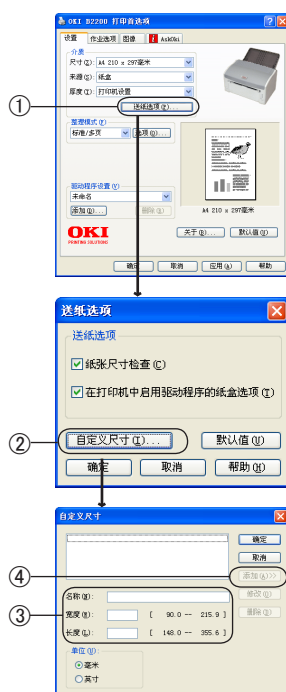 OKI B2200 打印首选项
设置 作业选项 图像 AskOki
介质
尺寸(Z): A4 210 x 297毫米
来源(S): 纸盒
厚度(T): 打印机设置
① 送纸选项(P)...
整理模式(F)
标准/多页 选项(O)...
驱动程序设置(V)
未命名
添加(D)... 删除(R)
A4 210 x 297毫米
OKI
PRINTING SOLUTIONS
关于(B)... 默认值(U)
确定 取消 应用(A) 帮助
送纸选项
送纸选项
纸张尺寸检查(C)
在打印机中启用驱动程序的纸盒选项(T)
② 自定义尺寸(I)... 默认值(U)
确定 取消 帮助(H)
自定义尺寸
确定
取消
④ 添加(A)>>>
名称(N): 修改(O)
③ 宽度(W): [ 90.0 -- 215.9 ] 删除(D)
长度(L): [ 148.0 -- 355.6 ]
单位(U):
毫米
英寸